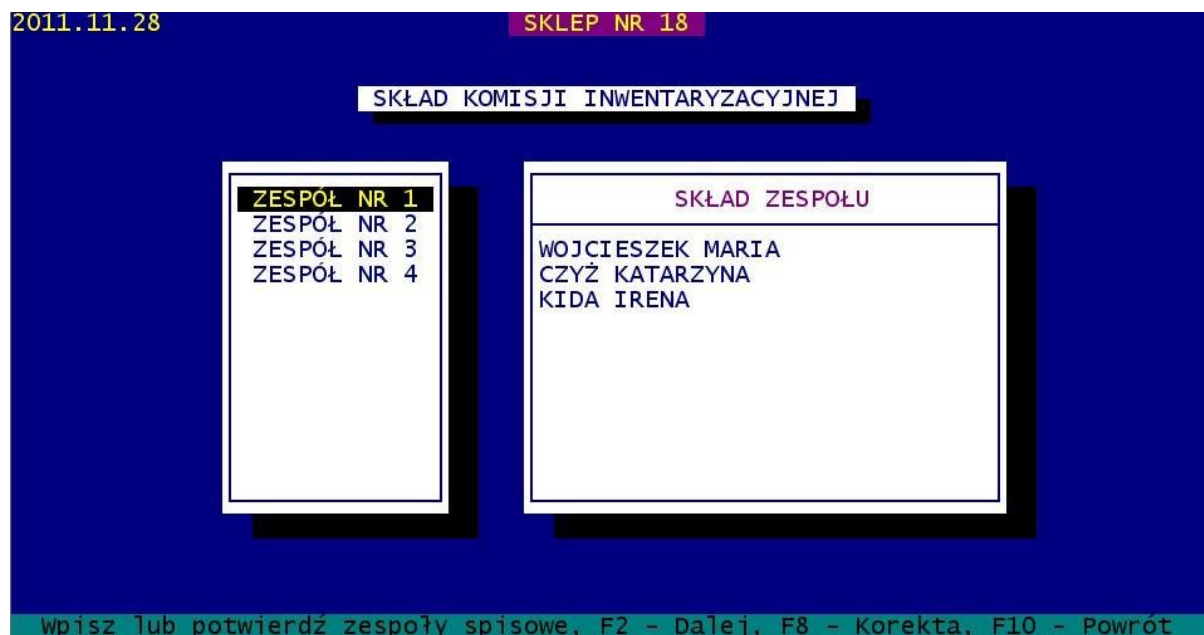 2011.11.28 SKLEP NR 18
SKŁAD KOMISJI INWENTARYZACYJNEJ
ZESPÓŁ NR 1
ZESPÓŁ NR 2
ZESPÓŁ NR 3
ZESPÓŁ NR 4
SKŁAD ZESPOŁU
WOJCIESZEK MARIA
CZYŻ KATARZYNA
KIDA IRENA
Wpisz lub potwierdź zespoły spisowe, F2 - Dalej, F8 - Korekta, F10 - Powrót